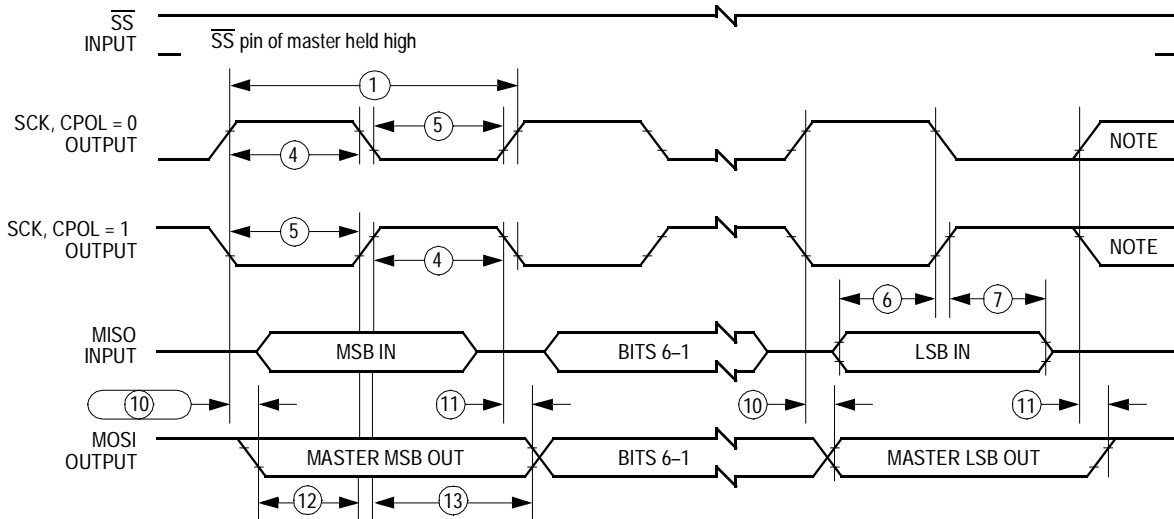 SS
INPUT
SS pin of master held high
1
SCK, CPOL = 0
OUTPUT
5
4
NOTE
SCK, CPOL = 1
OUTPUT
5
4
NOTE
6
7
MISO
INPUT
MSB IN
BITS 6–1
LSB IN
10
11
10
11
MOSI
OUTPUT
MASTER MSB OUT
BITS 6–1
MASTER LSB OUT
12
13